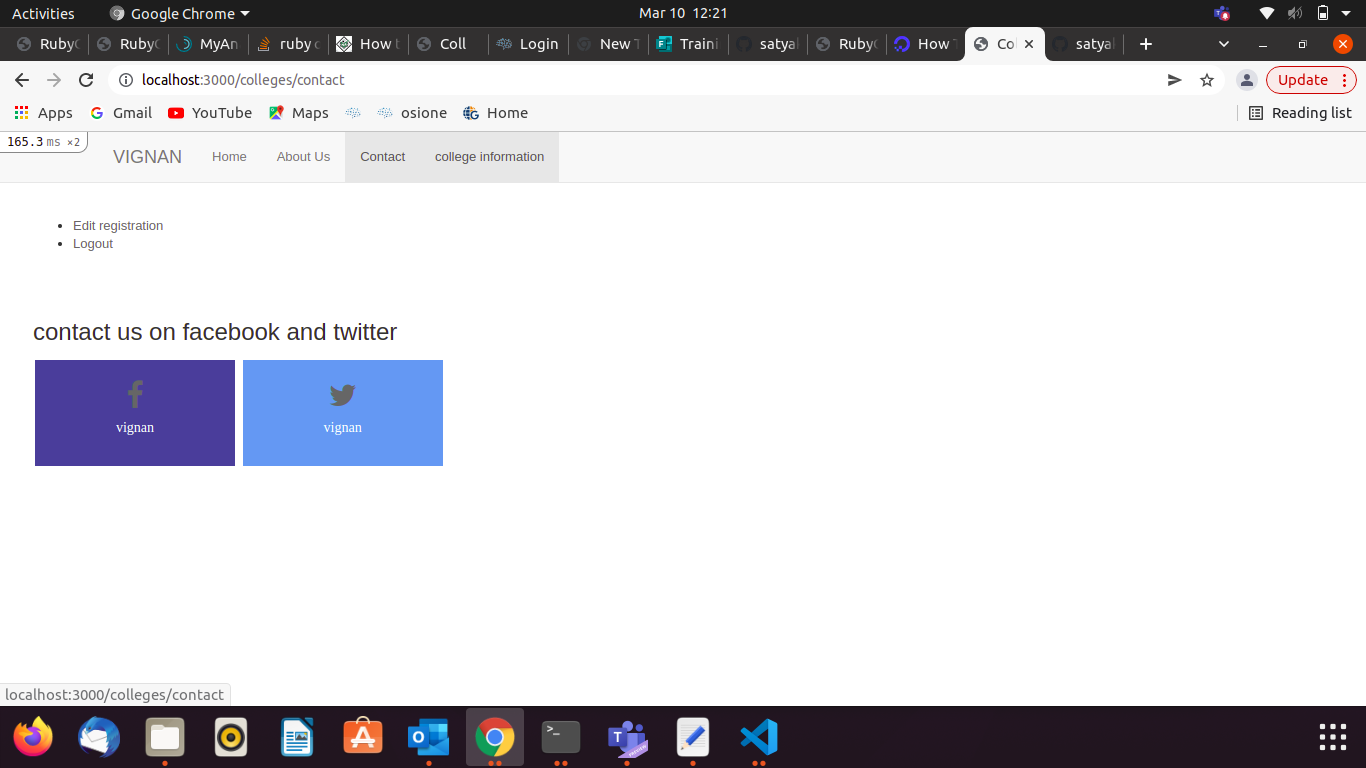 Activities Google Chrome Mar 10 12:21
RubyC RubyC MyAn ruby o How t Coll Login New T Traini satyal RubyC How T Co satyal
localhost:3000/colleges/contact Update
Apps Gmail YouTube Maps osione Home Reading list
165.3 ms ×2
VIGNAN Home About Us Contact college information
Edit registration
Logout
contact us on facebook and twitter
vignan vignan
localhost:3000/colleges/contact